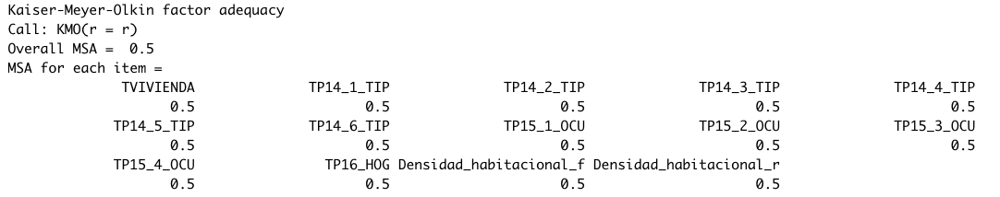 Kaiser-Meyer-Olkin factor adequacy
Call: KMO(r = r)
Overall MSA =  0.5
MSA for each item =
TVIVIENDA TP14_1_TIP TP14_2_TIP TP14_3_TIP TP14_4_TIP
0.5 0.5 0.5 0.5 0.5
TP14_5_TIP TP14_6_TIP TP15_1_OCU TP15_2_OCU TP15_3_OCU
0.5 0.5 0.5 0.5 0.5
TP15_4_OCU TP16_HOG Densidad_habitacional_f Densidad_habitacional_r
0.5 0.5 0.5 0.5